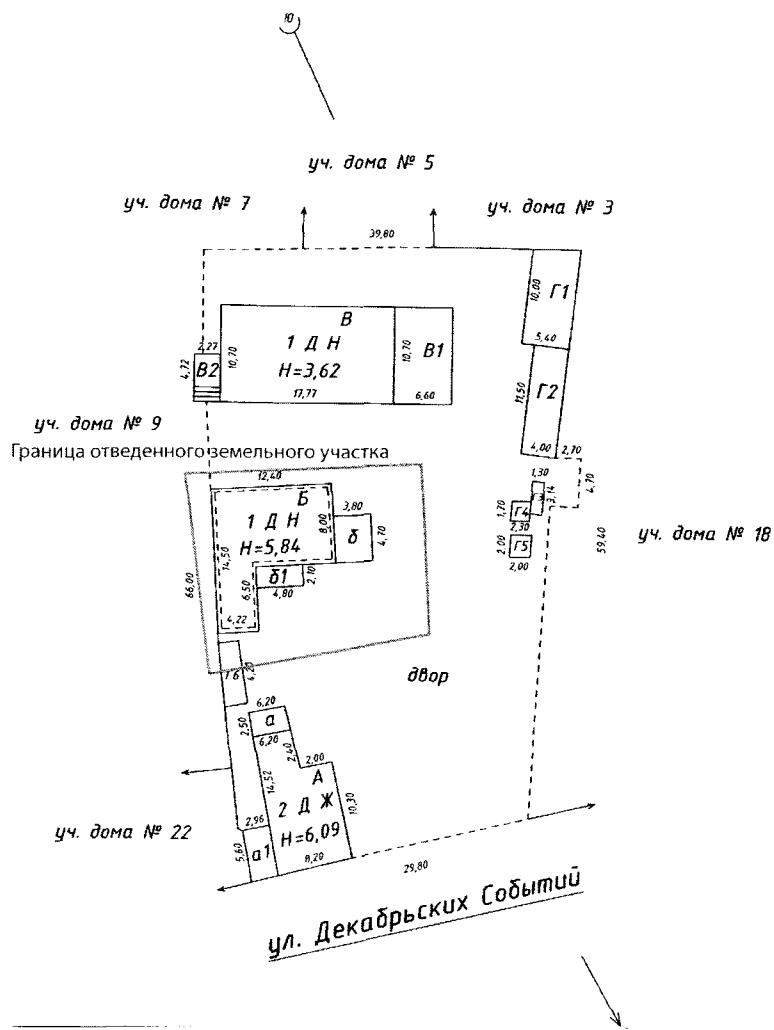 Ю
уч. дома № 5
уч. дома № 7
уч. дома № 3
39,80
10,00
Г1
5,40
В
1 Д Н
Н=3,62
17,77
10,70
10,70
В1
6,60
2,27
4,72
В2
11,50
Г2
4,00
2,70
4,70
уч. дома № 9
Граница отведенного земельного участка
12,40
Б
1 Д Н
Н=5,84
8,00
14,50
3,80
б
4,70
6,50
б1
2,10
4,80
4,22
66,00
1,30
Г3
3,14
1,70
Г4
2,30
2,00
Г5
2,00
уч. дома № 18
59,40
Г6
4,20
двор
6,20
а
2,50
6,20
2,40
2,00
А
2 Д Ж
Н=6,09
14,52
10,30
8,20
2,96
5,60
а1
уч. дома № 22
29,80
ул. Декабрьских Событий